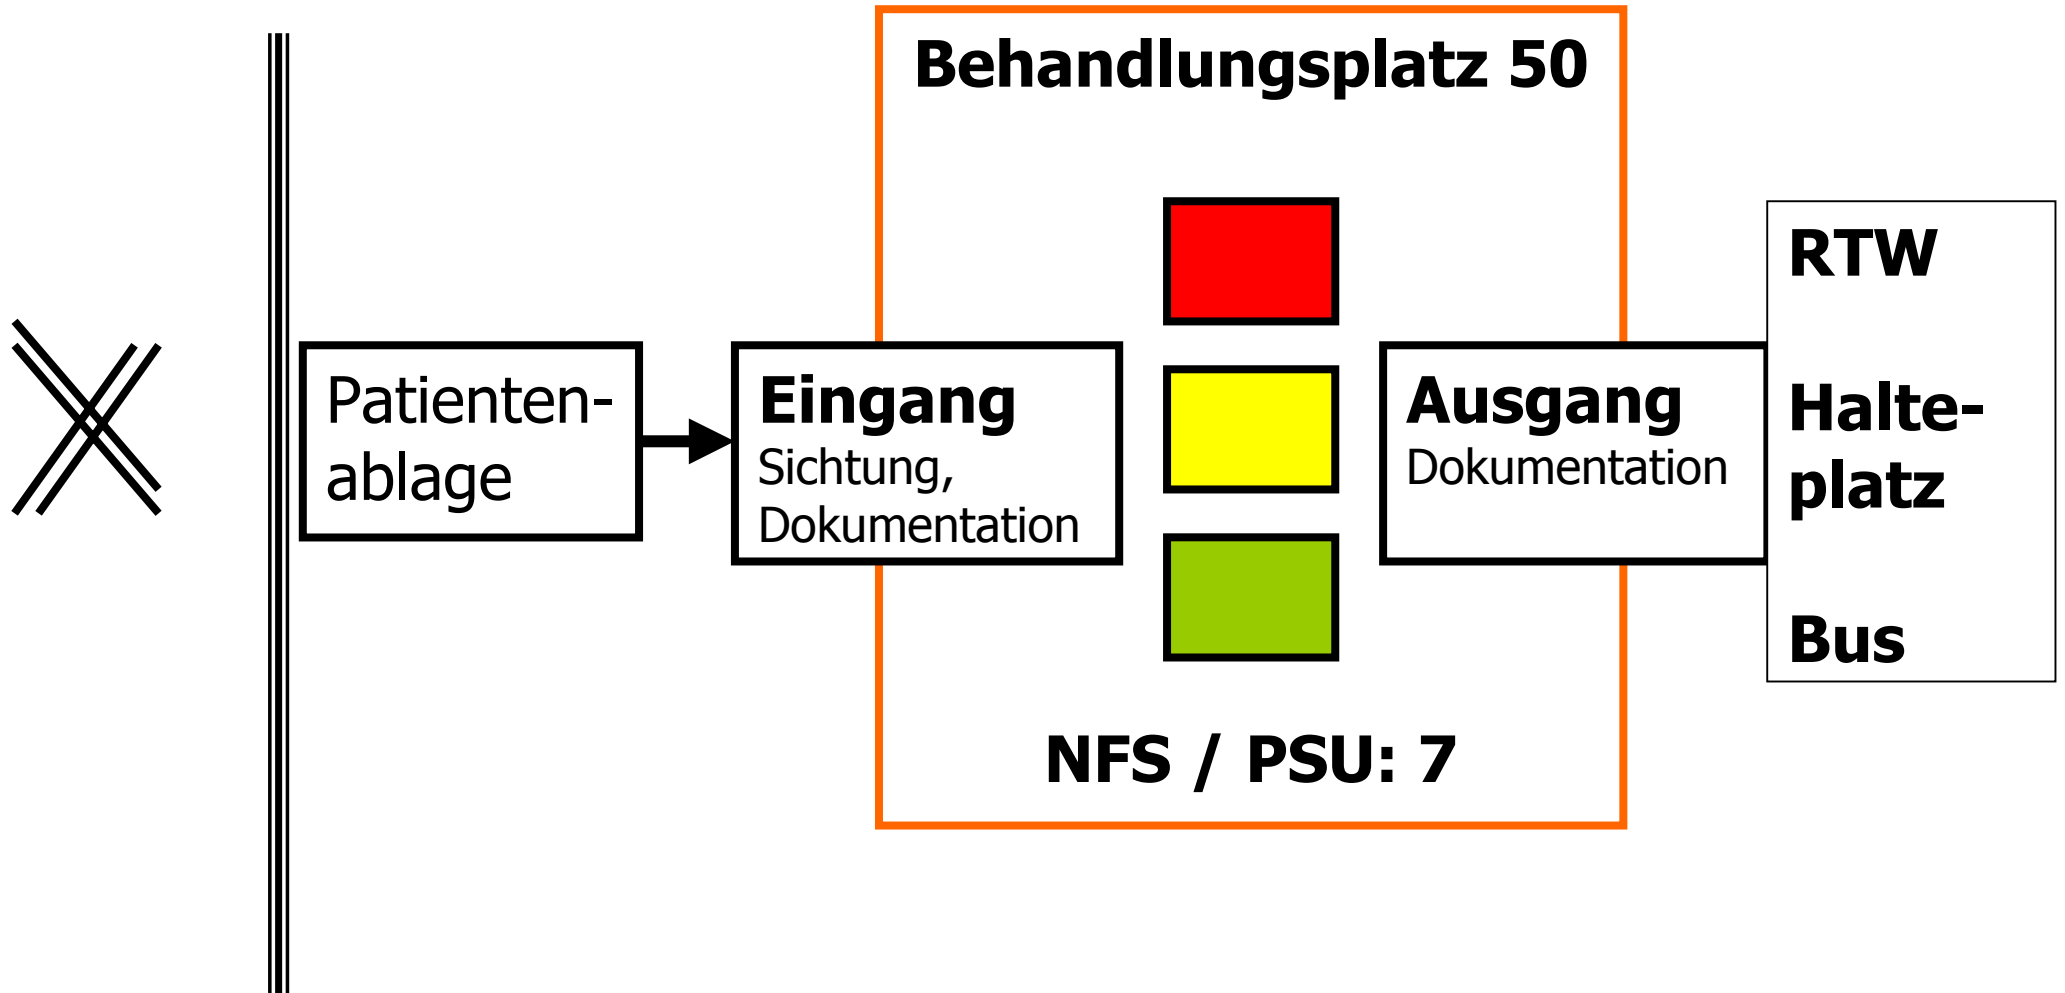 Behandlungsplatz 50
Patienten-
ablage
Eingang
Sichtung,
Dokumentation
Ausgang
Dokumentation
RTW
Halte-
platz
Bus
NFS / PSU: 7